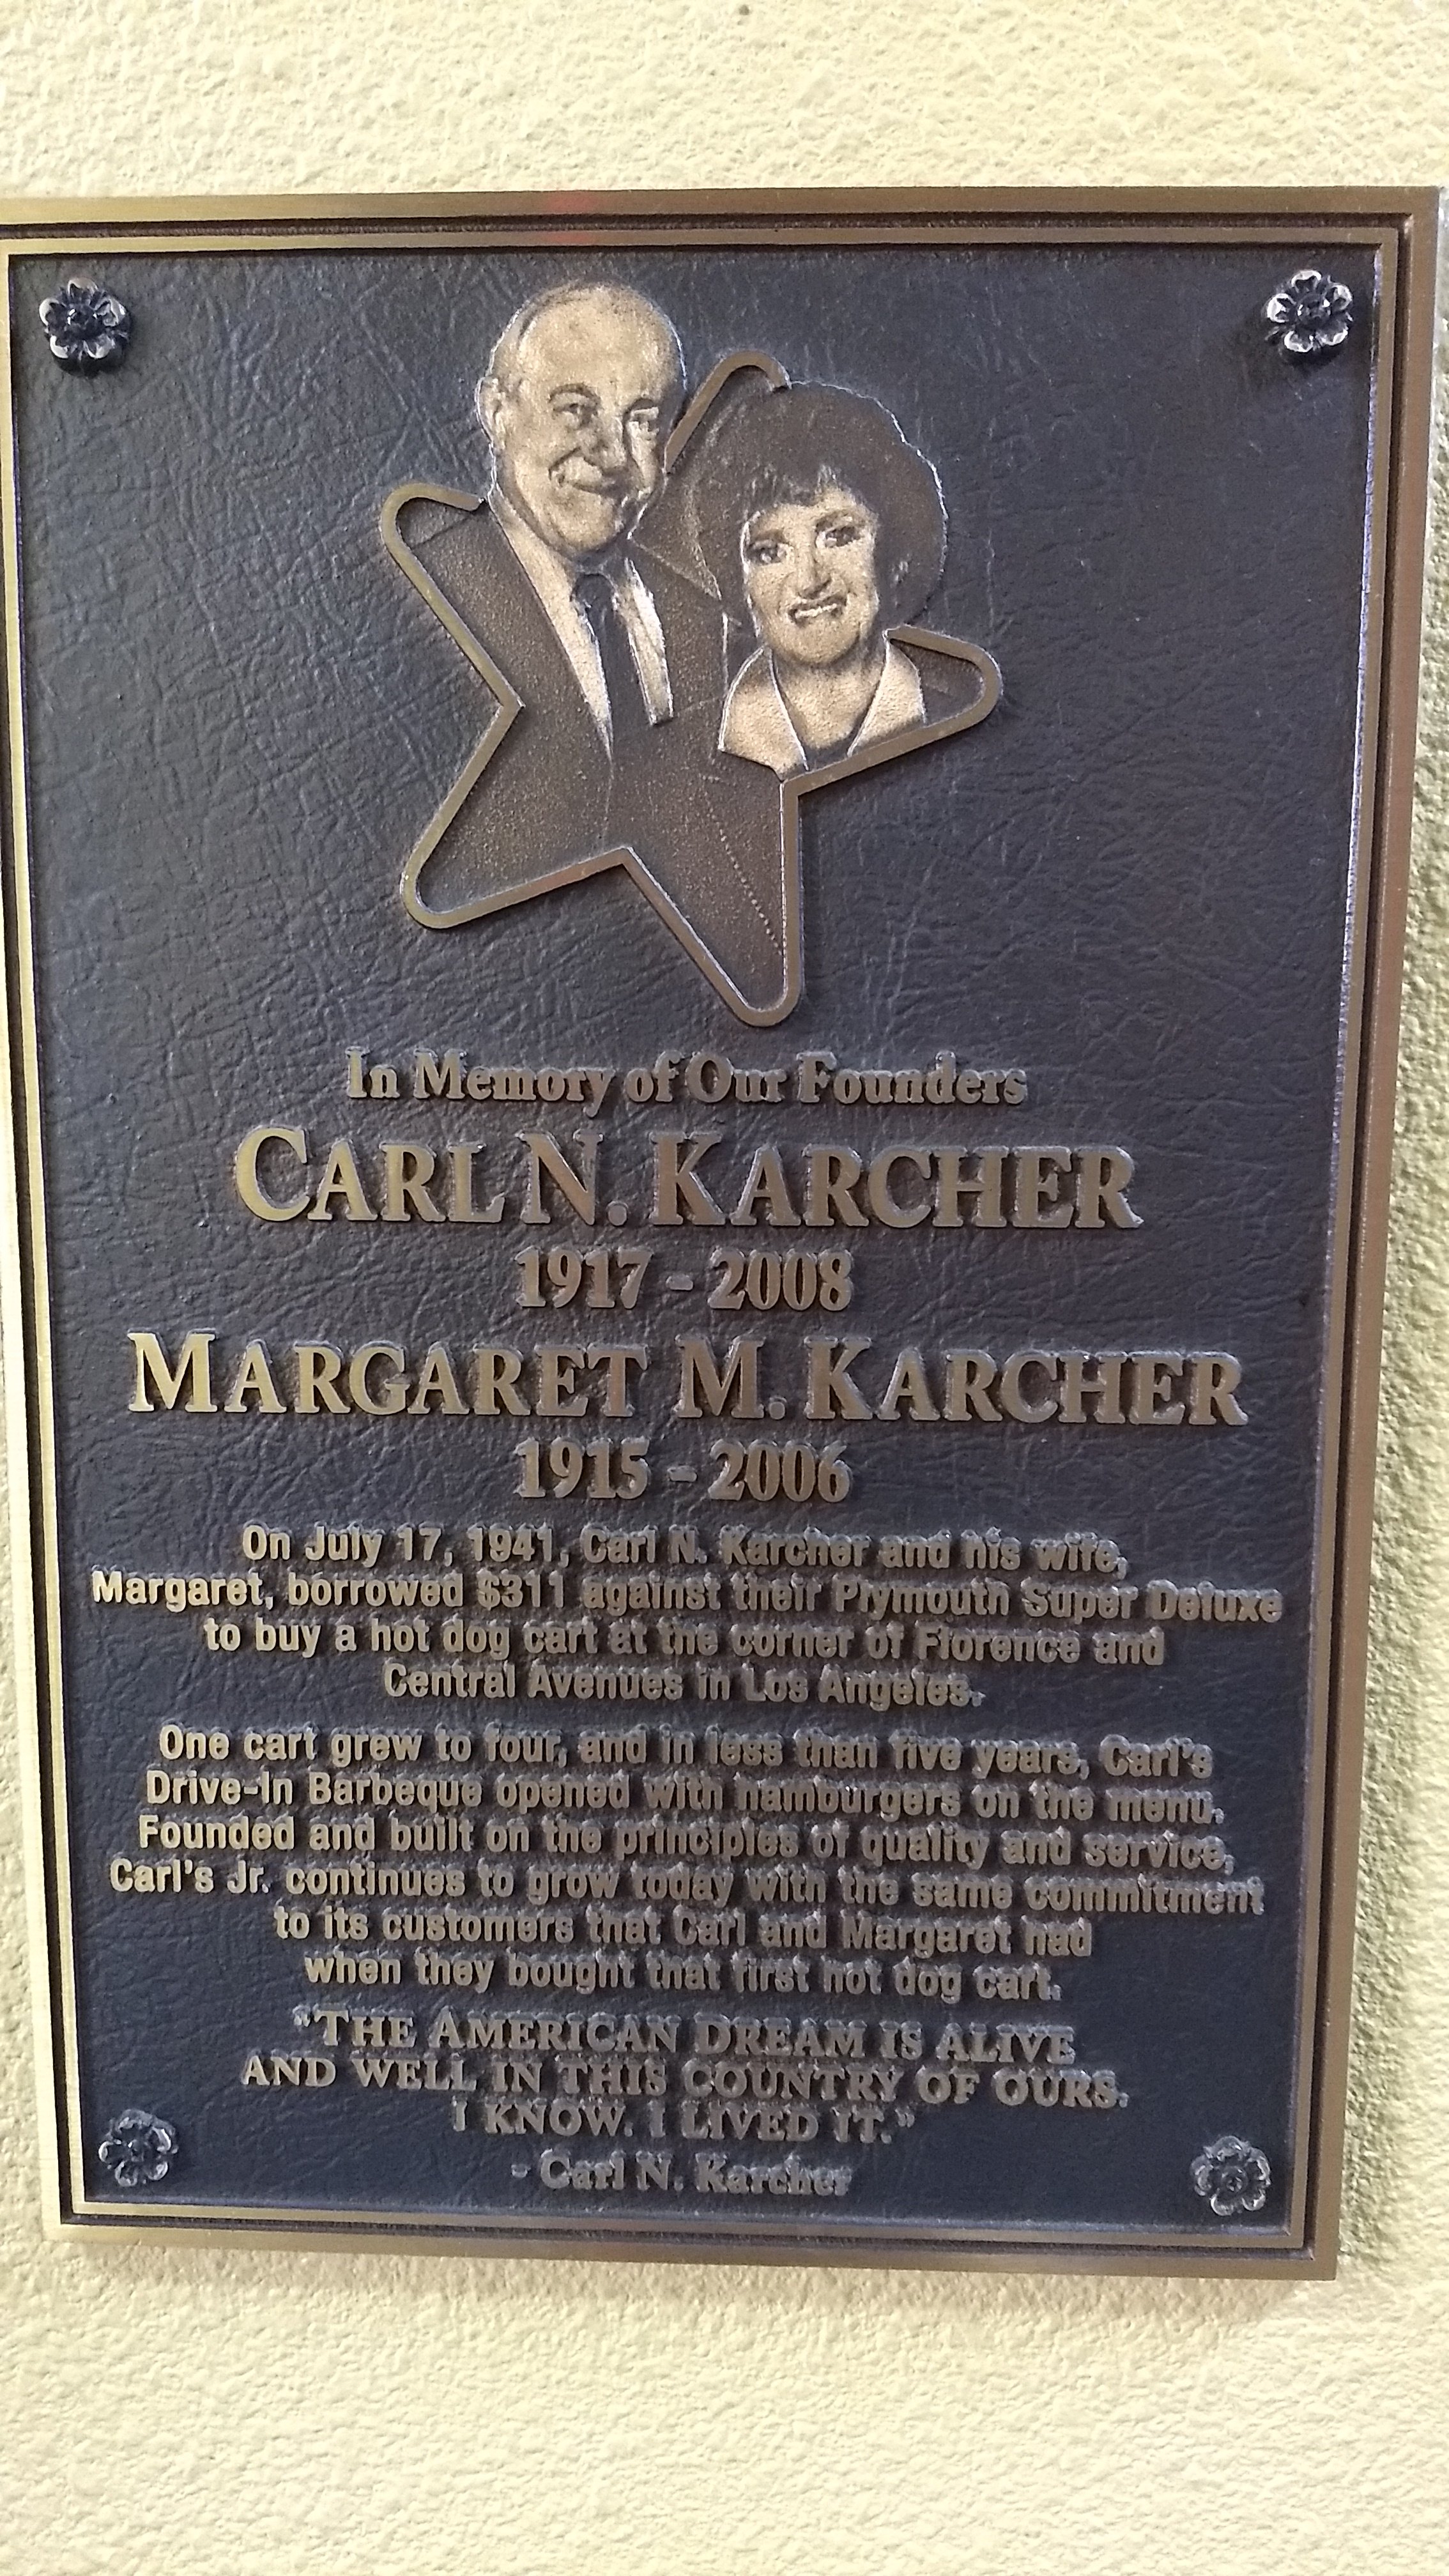 In Memory of Our Founders
CARL N. KARCHER
1917 - 2008
MARGARET M. KARCHER
1915 - 2006
On July 17, 1941, Carl N. Karcher and his wife,
Margaret, borrowed $311 against their Plymouth Super Deluxe
to buy a hot dog cart at the corner of Florence and
Central Avenues in Los Angeles.
One cart grew to four, and in less than five years, Carl's
Drive-In Barbeque opened with hamburgers on the menu.
Founded and built on the principles of quality and service,
Carl's Jr. continues to grow today with the same commitment
to its customers that Carl and Margaret had
when they bought that first hot dog cart.
"THE AMERICAN DREAM IS ALIVE
AND WELL IN THIS COUNTRY OF OURS.
I KNOW. I LIVED IT."
- Carl N. Karcher